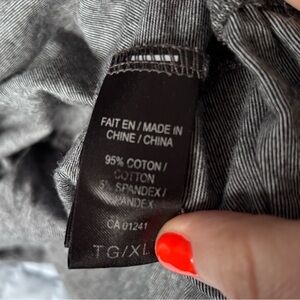 FAIT EN / MADE IN
CHINE / CHINA
95% COTON /
COTTON
5% SPANDEX /
CA 01241
TG/XL